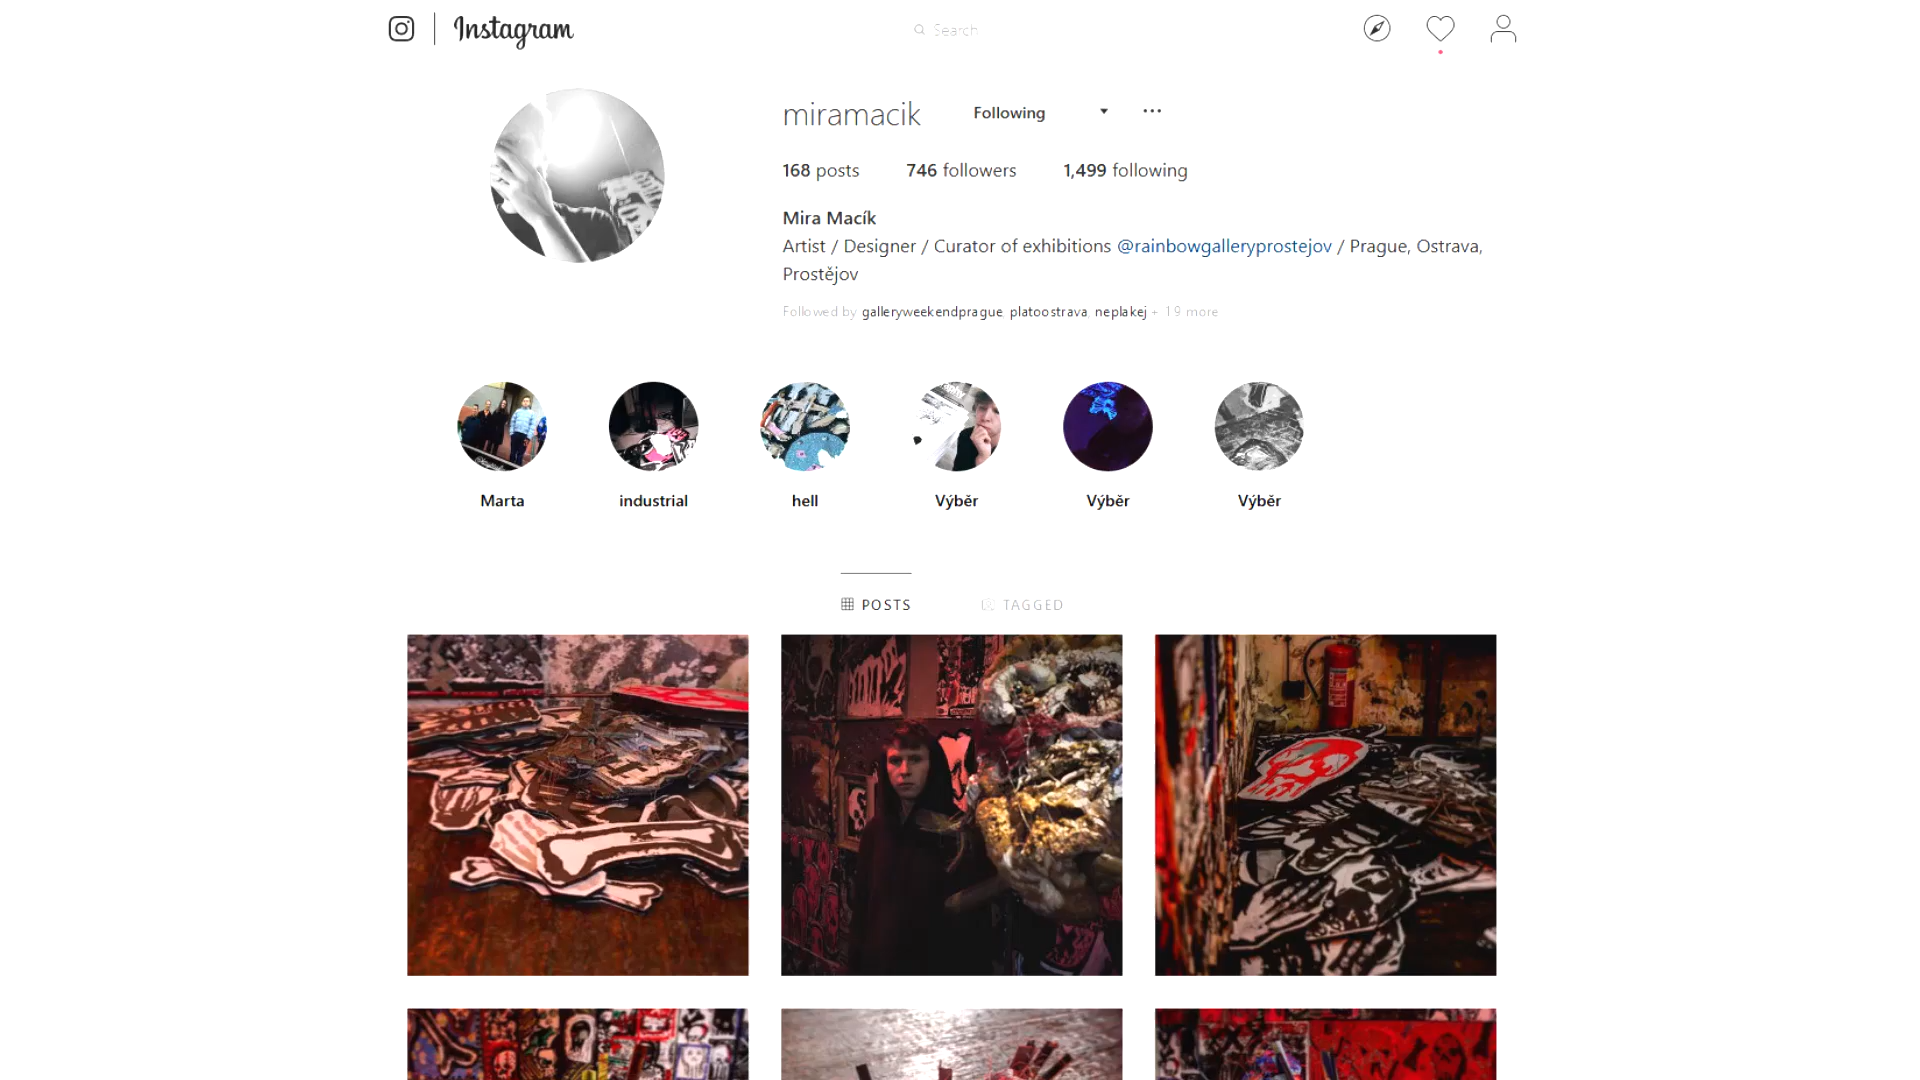 Instagram
Search
miramacik
Following
168 posts
746 followers
1,499 following
Mira Macík
Artist / Designer / Curator of exhibitions @rainbowgalleryprostejov / Prague, Ostrava,
Prostějov
Followed by galleryweekendprague, platoostrava, neplakej + 19 more
Marta
industrial
hell
Výběr
Výběr
Výběr
POSTS
TAGGED